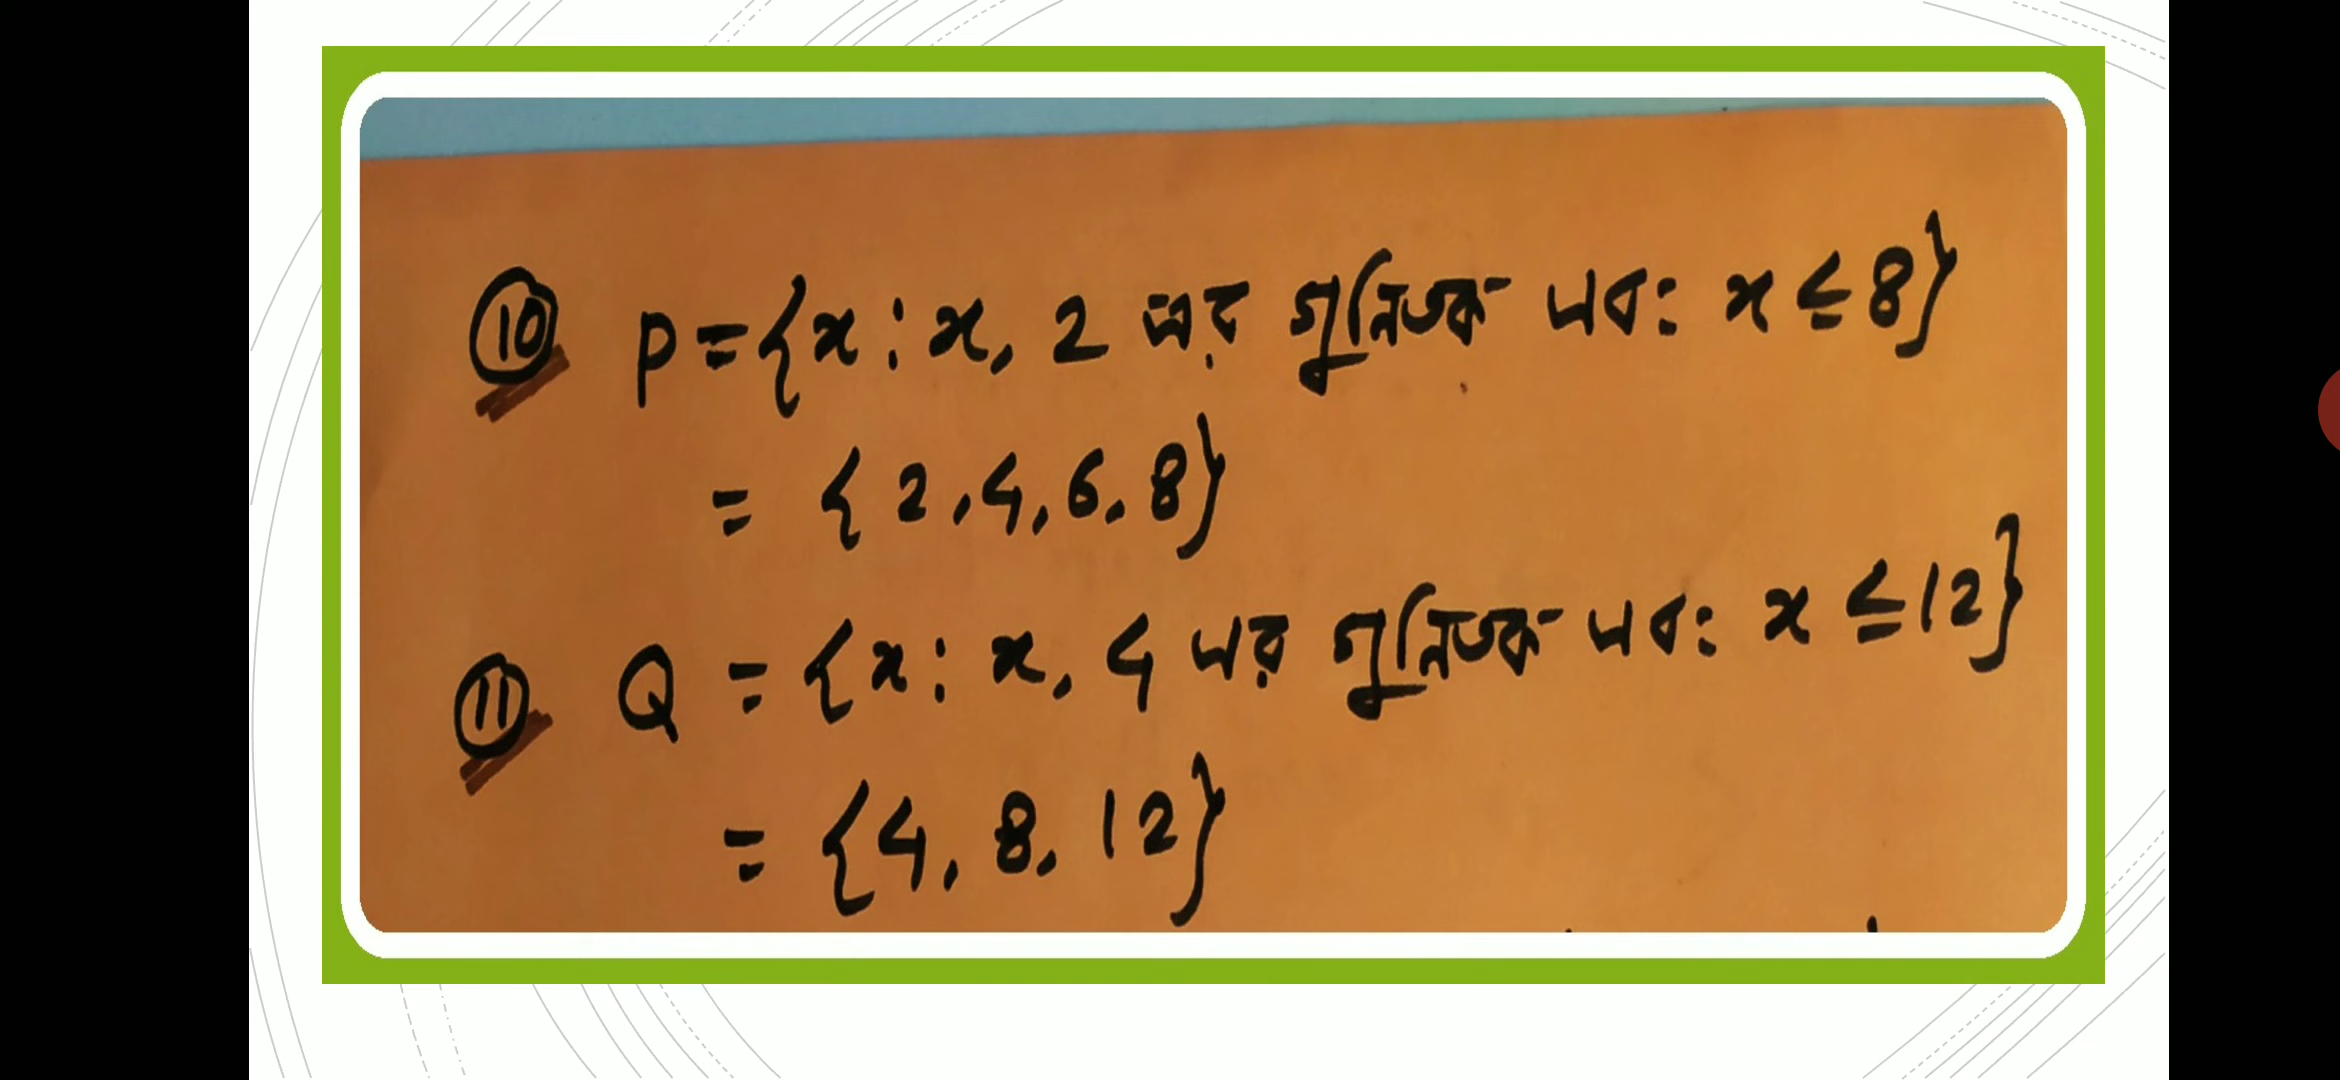 10 P = {x : x, 2 এর গুনিতক এবং x ≤ 8}
= {2, 4, 6, 8}
11 Q = {x : x, 4 এর গুনিতক এবং x ≤ 12}
= {4, 8, 12}